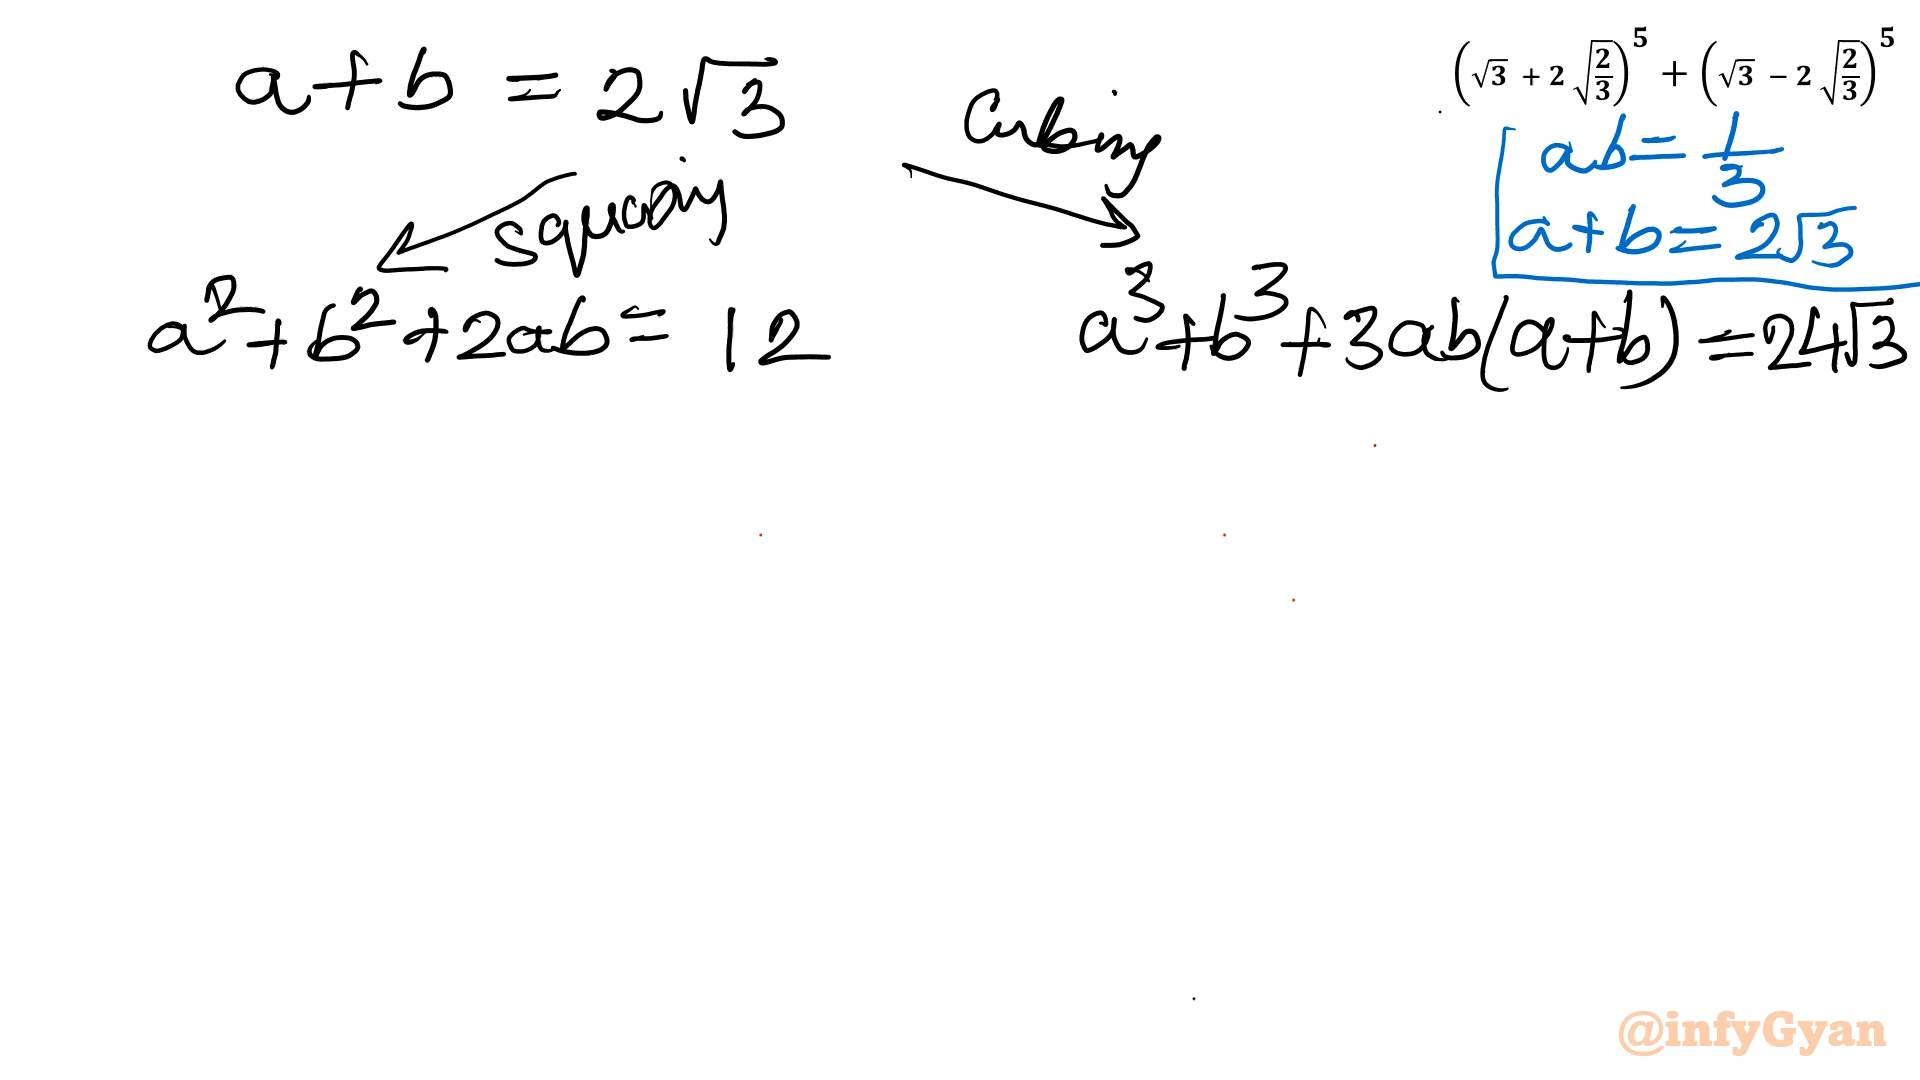 a + b = 2√3
(√3 + 2√(2/3))^5 + (√3 − 2√(2/3))^5
Cubing
ab = 1/3
squaring
a + b = 2√3
a² + b² + 2ab = 12
a³ + b³ + 3ab(a + b) = 24√3
@infyGyan